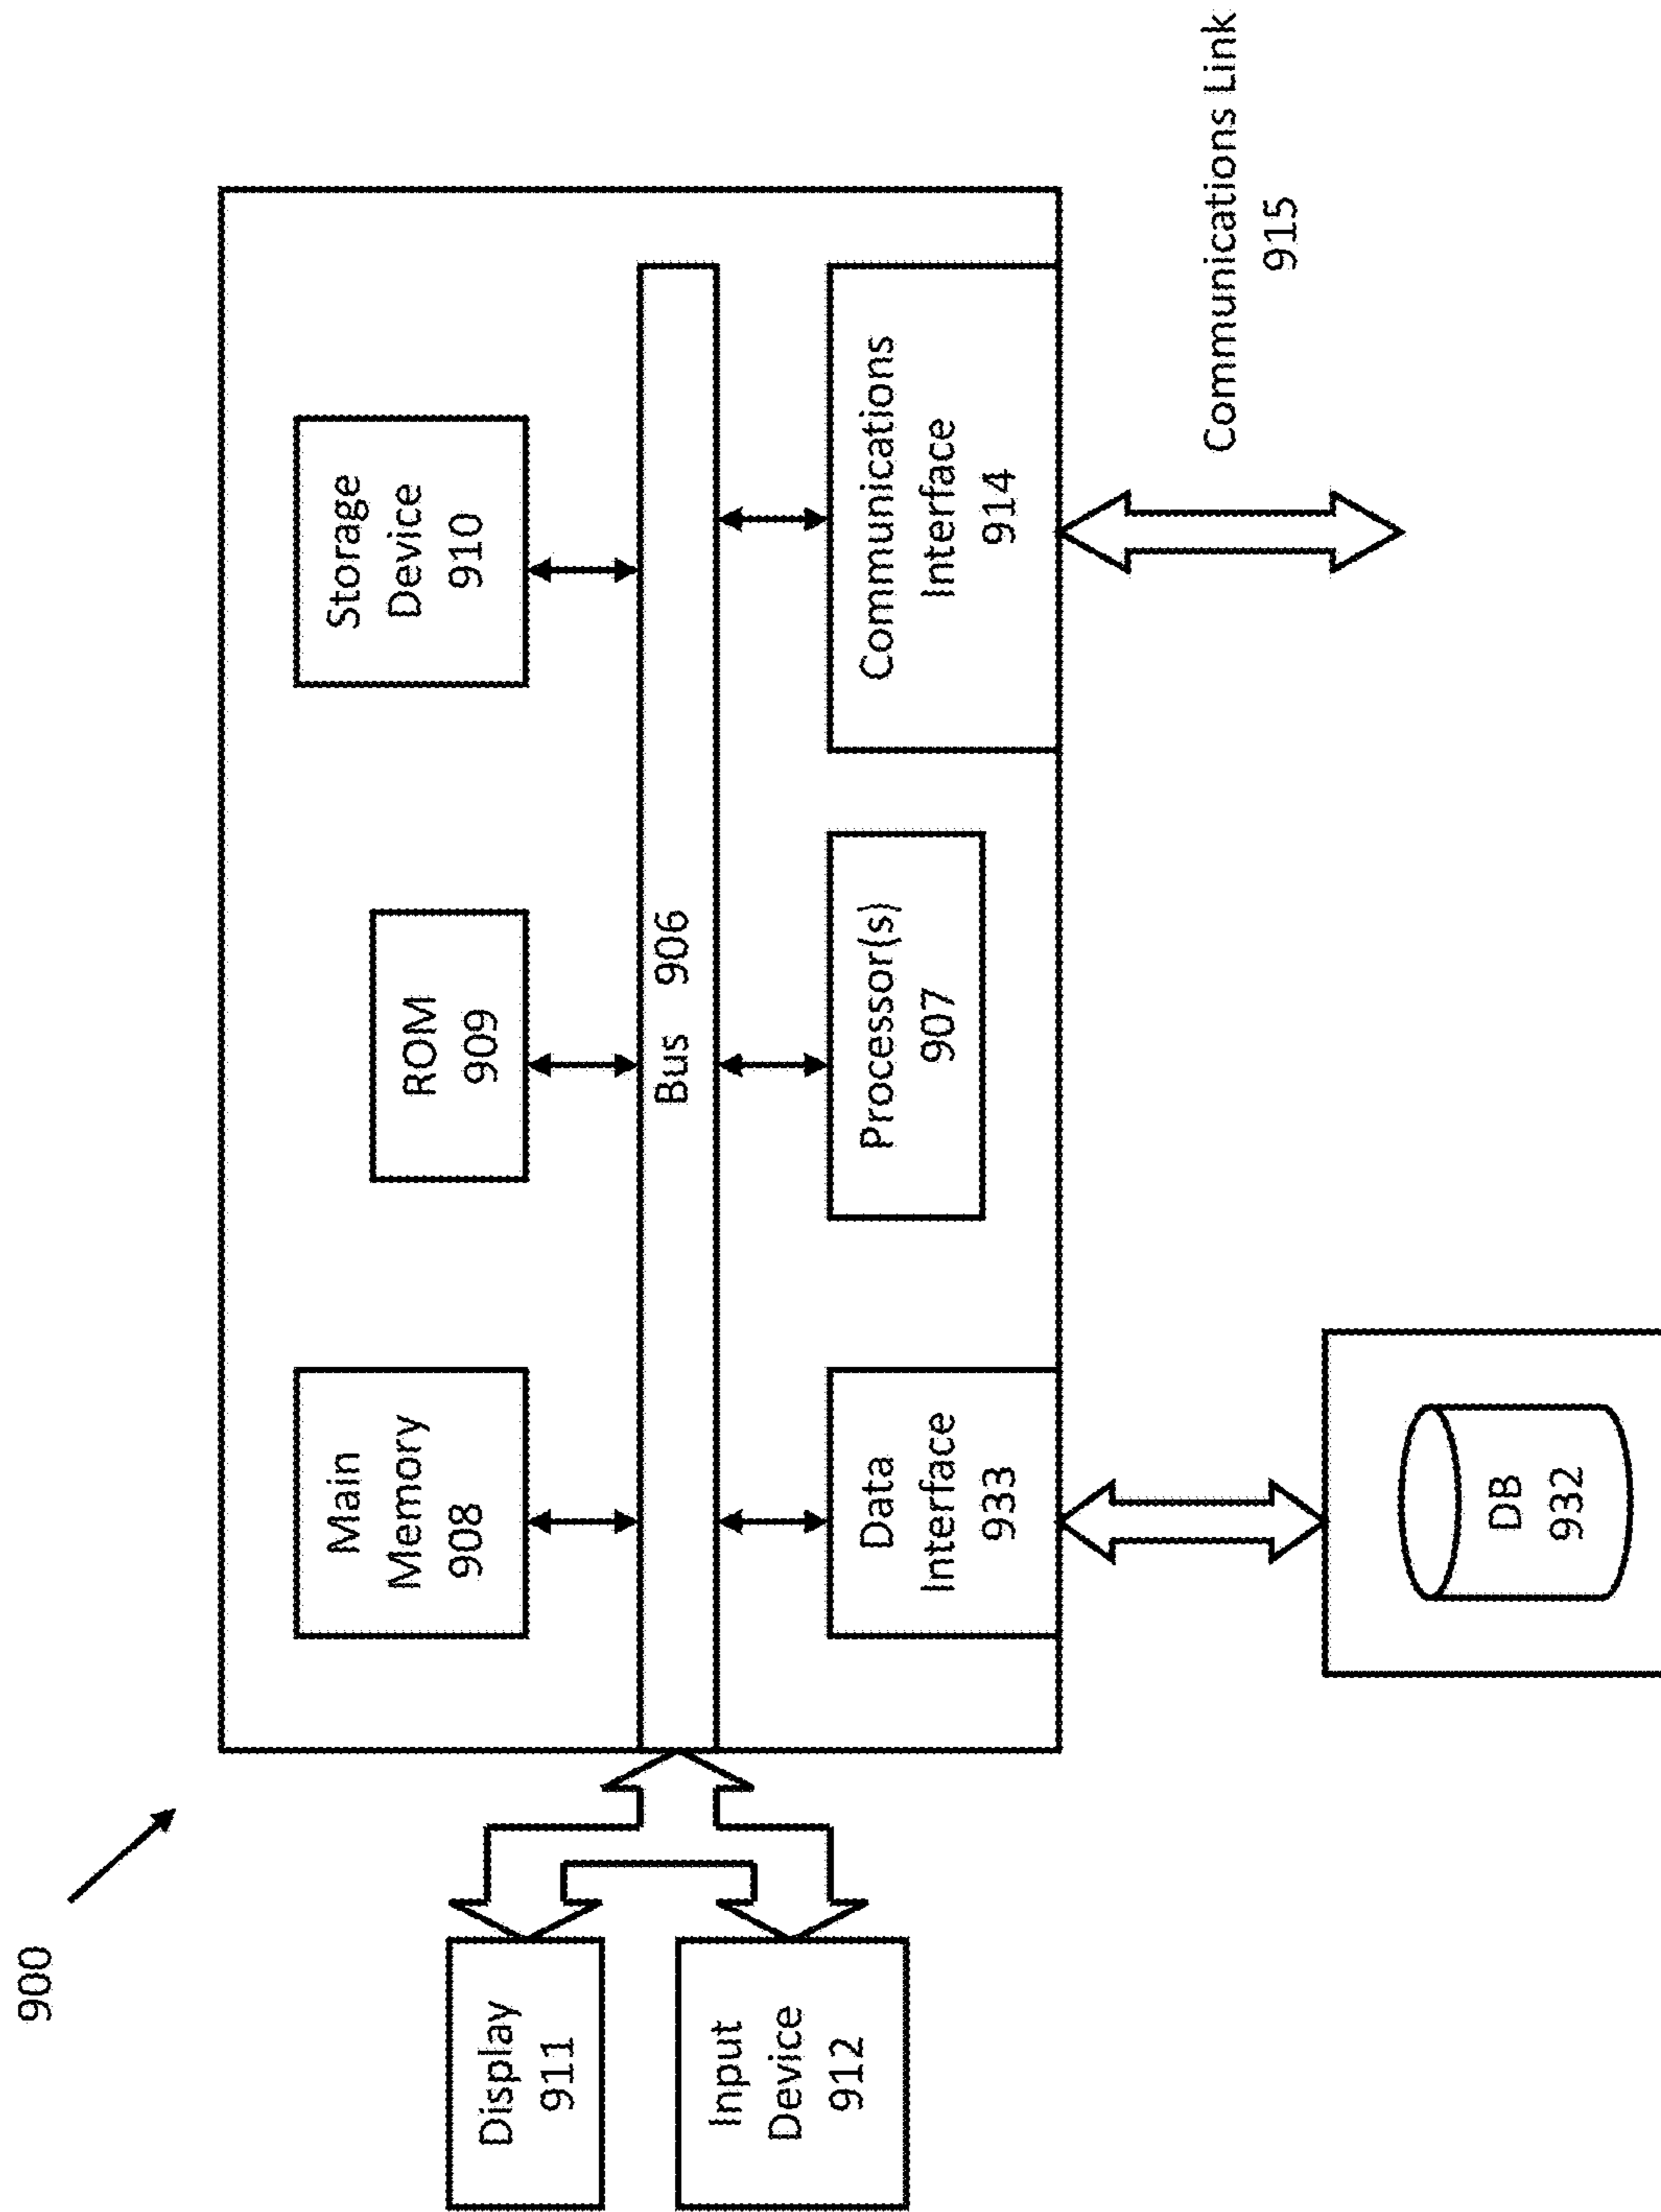 900
Main
Memory
908
ROM
909
Storage
Device
910
Display
911
Bus 906
Input
Device
912
Data
Interface
933
Processor(s)
907
Communications
Interface
914
Communications Link
915
DB
932